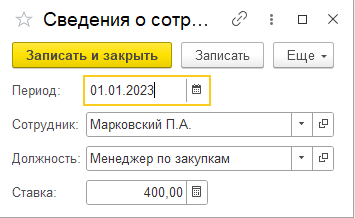 Сведения о сотр...
Записать и закрыть Записать Еще
Период: 01.01.2023
Сотрудник: Марковский П.А.
Должность: Менеджер по закупкам
Ставка: 400,00